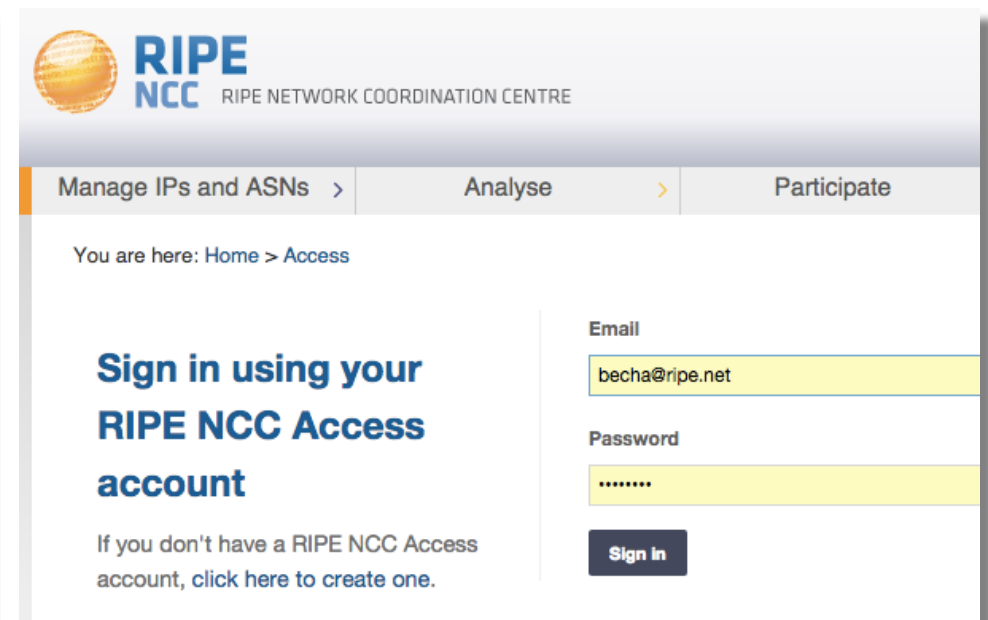 RIPE
NCC RIPE NETWORK COORDINATION CENTRE
Manage IPs and ASNs > Analyse > Participate
You are here: Home > Access
Sign in using your
RIPE NCC Access
account
If you don't have a RIPE NCC Access
account, click here to create one.
Email
becha@ripe.net
Password
••••••••
Sign in